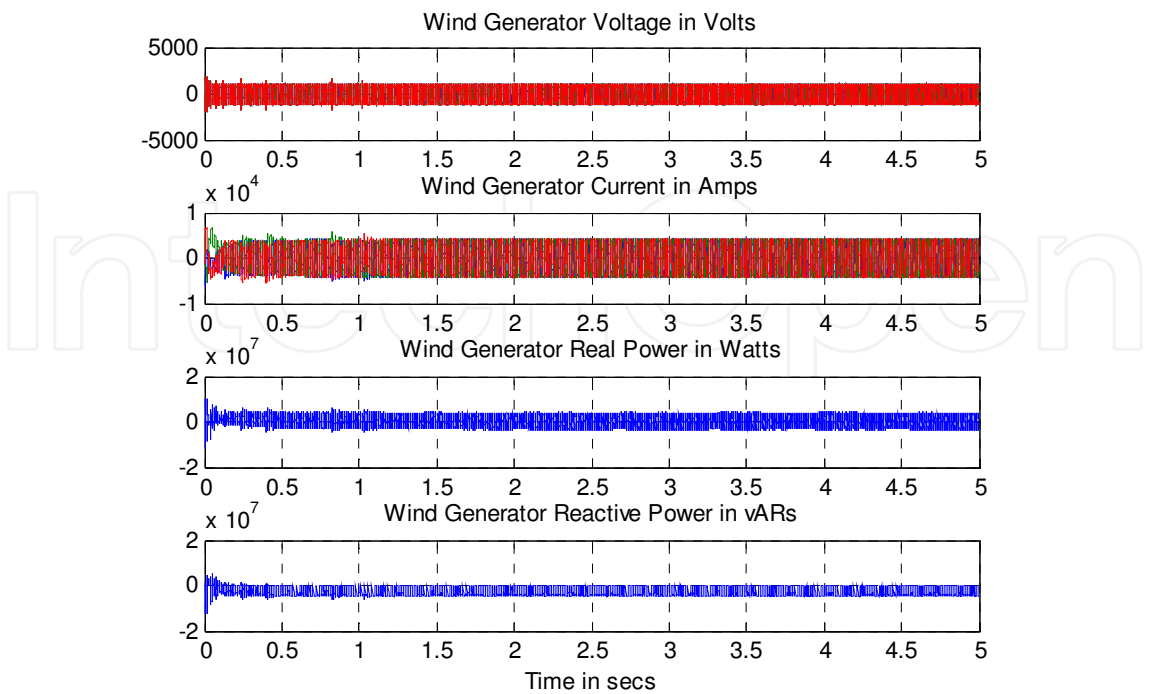 Wind Generator Voltage in Volts
5000
0
-5000
0 0.5 1 1.5 2 2.5 3 3.5 4 4.5 5
x 10^4
Wind Generator Current in Amps
1
0
-1
0 0.5 1 1.5 2 2.5 3 3.5 4 4.5 5
x 10^7
Wind Generator Real Power in Watts
2
0
-2
0 0.5 1 1.5 2 2.5 3 3.5 4 4.5 5
x 10^7
Wind Generator Reactive Power in vARs
2
0
-2
0 0.5 1 1.5 2 2.5 3 3.5 4 4.5 5
Time in secs
IntechOpen